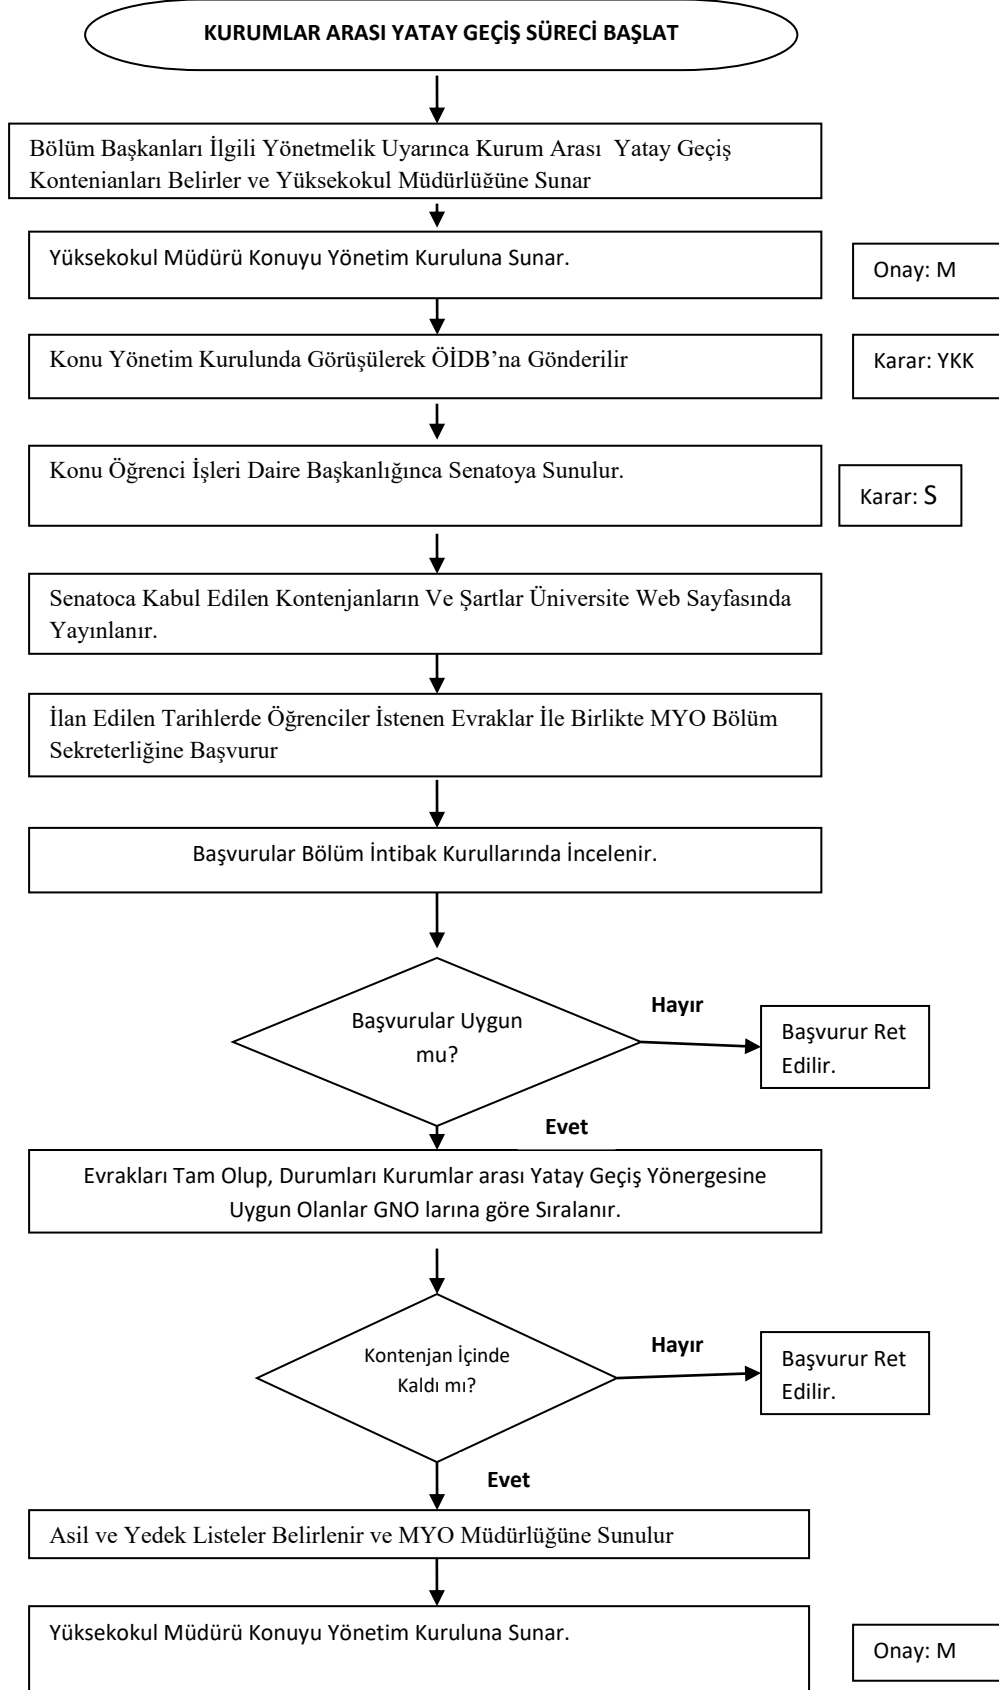 KURUMLAR ARASI YATAY GEÇİŞ SÜRECİ BAŞLAT
Bölüm Başkanları İlgili Yönetmelik Uyarınca Kurum Arası Yatay Geçiş
Kontenjanları Belirler ve Yüksekokul Müdürlüğüne Sunar
Yüksekokul Müdürü Konuyu Yönetim Kuruluna Sunar.
Onay: M
Konu Yönetim Kurulunda Görüşülerek ÖİDB’na Gönderilir
Karar: YKK
Konu Öğrenci İşleri Daire Başkanlığınca Senatoya Sunulur.
Karar: S
Senatoca Kabul Edilen Kontenjanların Ve Şartlar Üniversite Web Sayfasında
Yayınlanır.
İlan Edilen Tarihlerde Öğrenciler İstenen Evraklar İle Birlikte MYO Bölüm
Sekreterliğine Başvurur
Başvurular Bölüm İntibak Kurullarında İncelenir.
Başvurular Uygun
mu?
Hayır
Başvurur Ret
Edilir.
Evet
Evrakları Tam Olup, Durumları Kurumlar arası Yatay Geçiş Yönergesine
Uygun Olanlar GNO larına göre Sıralanır.
Kontenjan İçinde
Kaldı mı?
Hayır
Başvurur Ret
Edilir.
Evet
Asil ve Yedek Listeler Belirlenir ve MYO Müdürlüğüne Sunulur
Yüksekokul Müdürü Konuyu Yönetim Kuruluna Sunar.
Onay: M